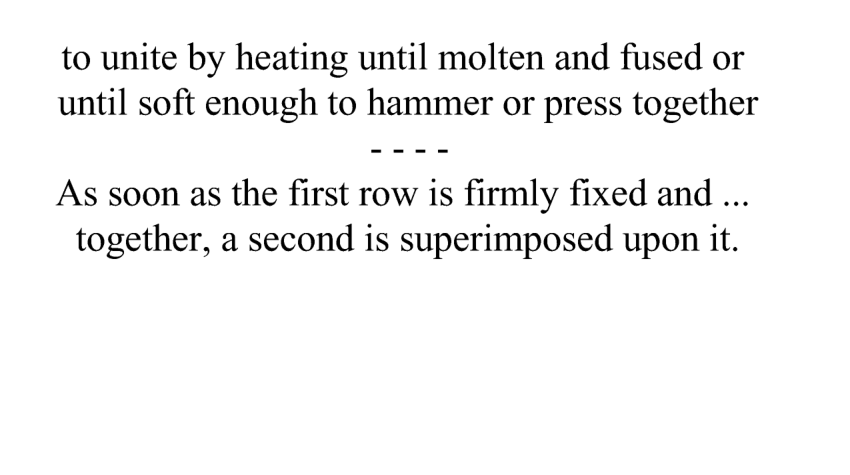 to unite by heating until molten and fused or
until soft enough to hammer or press together
- - - -
As soon as the first row is firmly fixed and ...
together, a second is superimposed upon it.